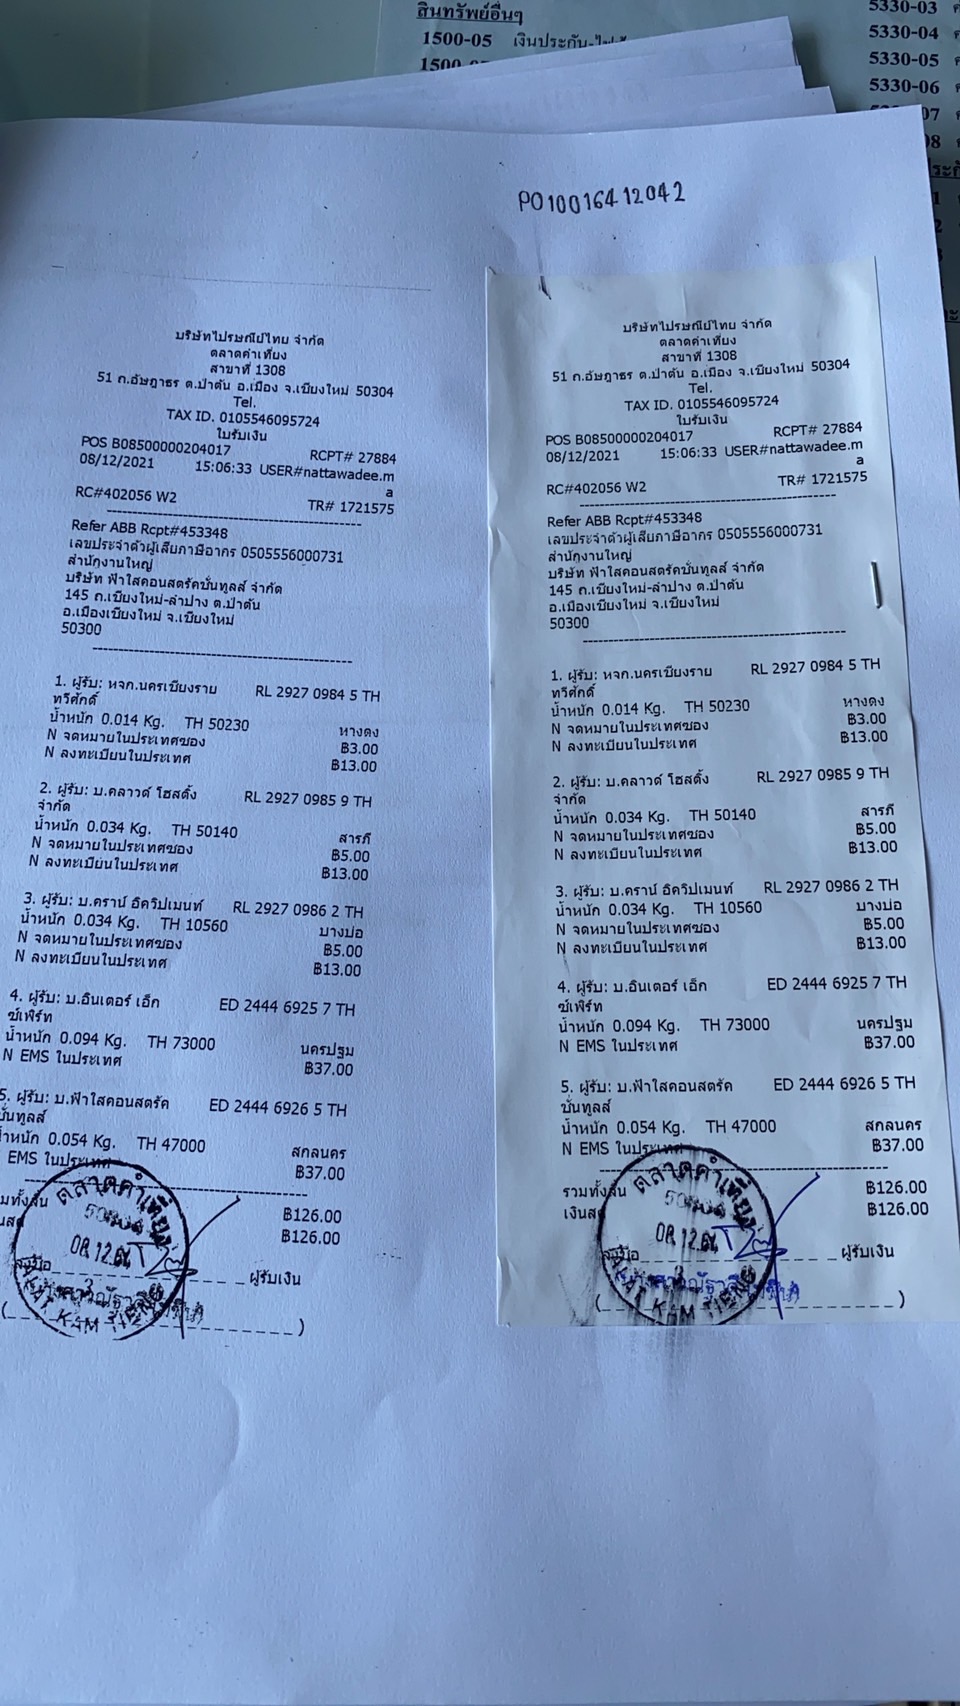 สินทรัพย์อื่นๆ
1500-05 เงินประกัน-ไฟ
1500
5330-03
5330-04
5330-05
5330-06
07
08
PO10016412042
บริษัทไปรษณีย์ไทย จำกัด
ตลาดคำเที่ยง
สาขาที่ 1308
51 ถ.อัษฎาธร ต.ป่าตัน อ.เมือง จ.เชียงใหม่ 50304
Tel.
TAX ID. 0105546095724
ใบรับเงิน
POS B08500000204017 RCPT# 27884
08/12/2021 15:06:33 USER#nattawadee.m
a
RC#402056 W2 TR# 1721575
Refer ABB Rcpt#453348
เลขประจำตัวผู้เสียภาษีอากร 0505556000731
สำนักงานใหญ่
บริษัท ฟ้าใสคอนสตรัคชั่นทูลส์ จำกัด
145 ถ.เชียงใหม่-ลำปาง ต.ป่าตัน
อ.เมืองเชียงใหม่ จ.เชียงใหม่
50300
1. ผู้รับ: หจก.นครเชียงราย RL 2927 0984 5 TH
ทวีศักดิ์
น้ำหนัก 0.014 Kg. TH 50230 หางดง
N จดหมายในประเทศซอง ฿3.00
N ลงทะเบียนในประเทศ ฿13.00
2. ผู้รับ: บ.คลาวด์ โฮสติ้ง RL 2927 0985 9 TH
จำกัด
น้ำหนัก 0.034 Kg. TH 50140 สารภี
N จดหมายในประเทศซอง ฿5.00
N ลงทะเบียนในประเทศ ฿13.00
3. ผู้รับ: บ.คราน์ อิควิปเมนท์ RL 2927 0986 2 TH
น้ำหนัก 0.034 Kg. TH 10560 บางบ่อ
N จดหมายในประเทศซอง ฿5.00
N ลงทะเบียนในประเทศ ฿13.00
4. ผู้รับ: บ.อินเตอร์ เอ็ก ED 2444 6925 7 TH
ซ์เพิร์ท
น้ำหนัก 0.094 Kg. TH 73000 นครปฐม
N EMS ในประเทศ ฿37.00
5. ผู้รับ: บ.ฟ้าใสคอนสตรัค ED 2444 6926 5 TH
ชั่นทูลส์
น้ำหนัก 0.054 Kg. TH 47000 สกลนคร
EMS ในประเทศ ฿37.00
มทั้งสิ้น ฿126.00
นสด ฿126.00
ตลาดคำเที่ยง
50304
08.12.64
TALAT KAM TIENG
ลงมือ ผู้รับเงิน
( )
บริษัทไปรษณีย์ไทย จำกัด
ตลาดคำเที่ยง
สาขาที่ 1308
51 ถ.อัษฎาธร ต.ป่าตัน อ.เมือง จ.เชียงใหม่ 50304
Tel.
TAX ID. 0105546095724
ใบรับเงิน
POS B08500000204017 RCPT# 27884
08/12/2021 15:06:33 USER#nattawadee.m
a
RC#402056 W2 TR# 1721575
Refer ABB Rcpt#453348
เลขประจำตัวผู้เสียภาษีอากร 0505556000731
สำนักงานใหญ่
บริษัท ฟ้าใสคอนสตรัคชั่นทูลส์ จำกัด
145 ถ.เชียงใหม่-ลำปาง ต.ป่าตัน
อ.เมืองเชียงใหม่ จ.เชียงใหม่
50300
1. ผู้รับ: หจก.นครเชียงราย RL 2927 0984 5 TH
ทวีศักดิ์
น้ำหนัก 0.014 Kg. TH 50230 หางดง
N จดหมายในประเทศซอง ฿3.00
N ลงทะเบียนในประเทศ ฿13.00
2. ผู้รับ: บ.คลาวด์ โฮสติ้ง RL 2927 0985 9 TH
จำกัด
น้ำหนัก 0.034 Kg. TH 50140 สารภี
N จดหมายในประเทศซอง ฿5.00
N ลงทะเบียนในประเทศ ฿13.00
3. ผู้รับ: บ.คราน์ อิควิปเมนท์ RL 2927 0986 2 TH
น้ำหนัก 0.034 Kg. TH 10560 บางบ่อ
N จดหมายในประเทศซอง ฿5.00
N ลงทะเบียนในประเทศ ฿13.00
4. ผู้รับ: บ.อินเตอร์ เอ็ก ED 2444 6925 7 TH
ซ์เพิร์ท
น้ำหนัก 0.094 Kg. TH 73000 นครปฐม
N EMS ในประเทศ ฿37.00
5. ผู้รับ: บ.ฟ้าใสคอนสตรัค ED 2444 6926 5 TH
ชั่นทูลส์
น้ำหนัก 0.054 Kg. TH 47000 สกลนคร
N EMS ในประเทศ ฿37.00
รวมทั้งสิ้น ฿126.00
เงินสด ฿126.00
ตลาดคำเที่ยง
50304
08.12.64
TALAT KAM TIENG
ผู้รับเงิน
( )